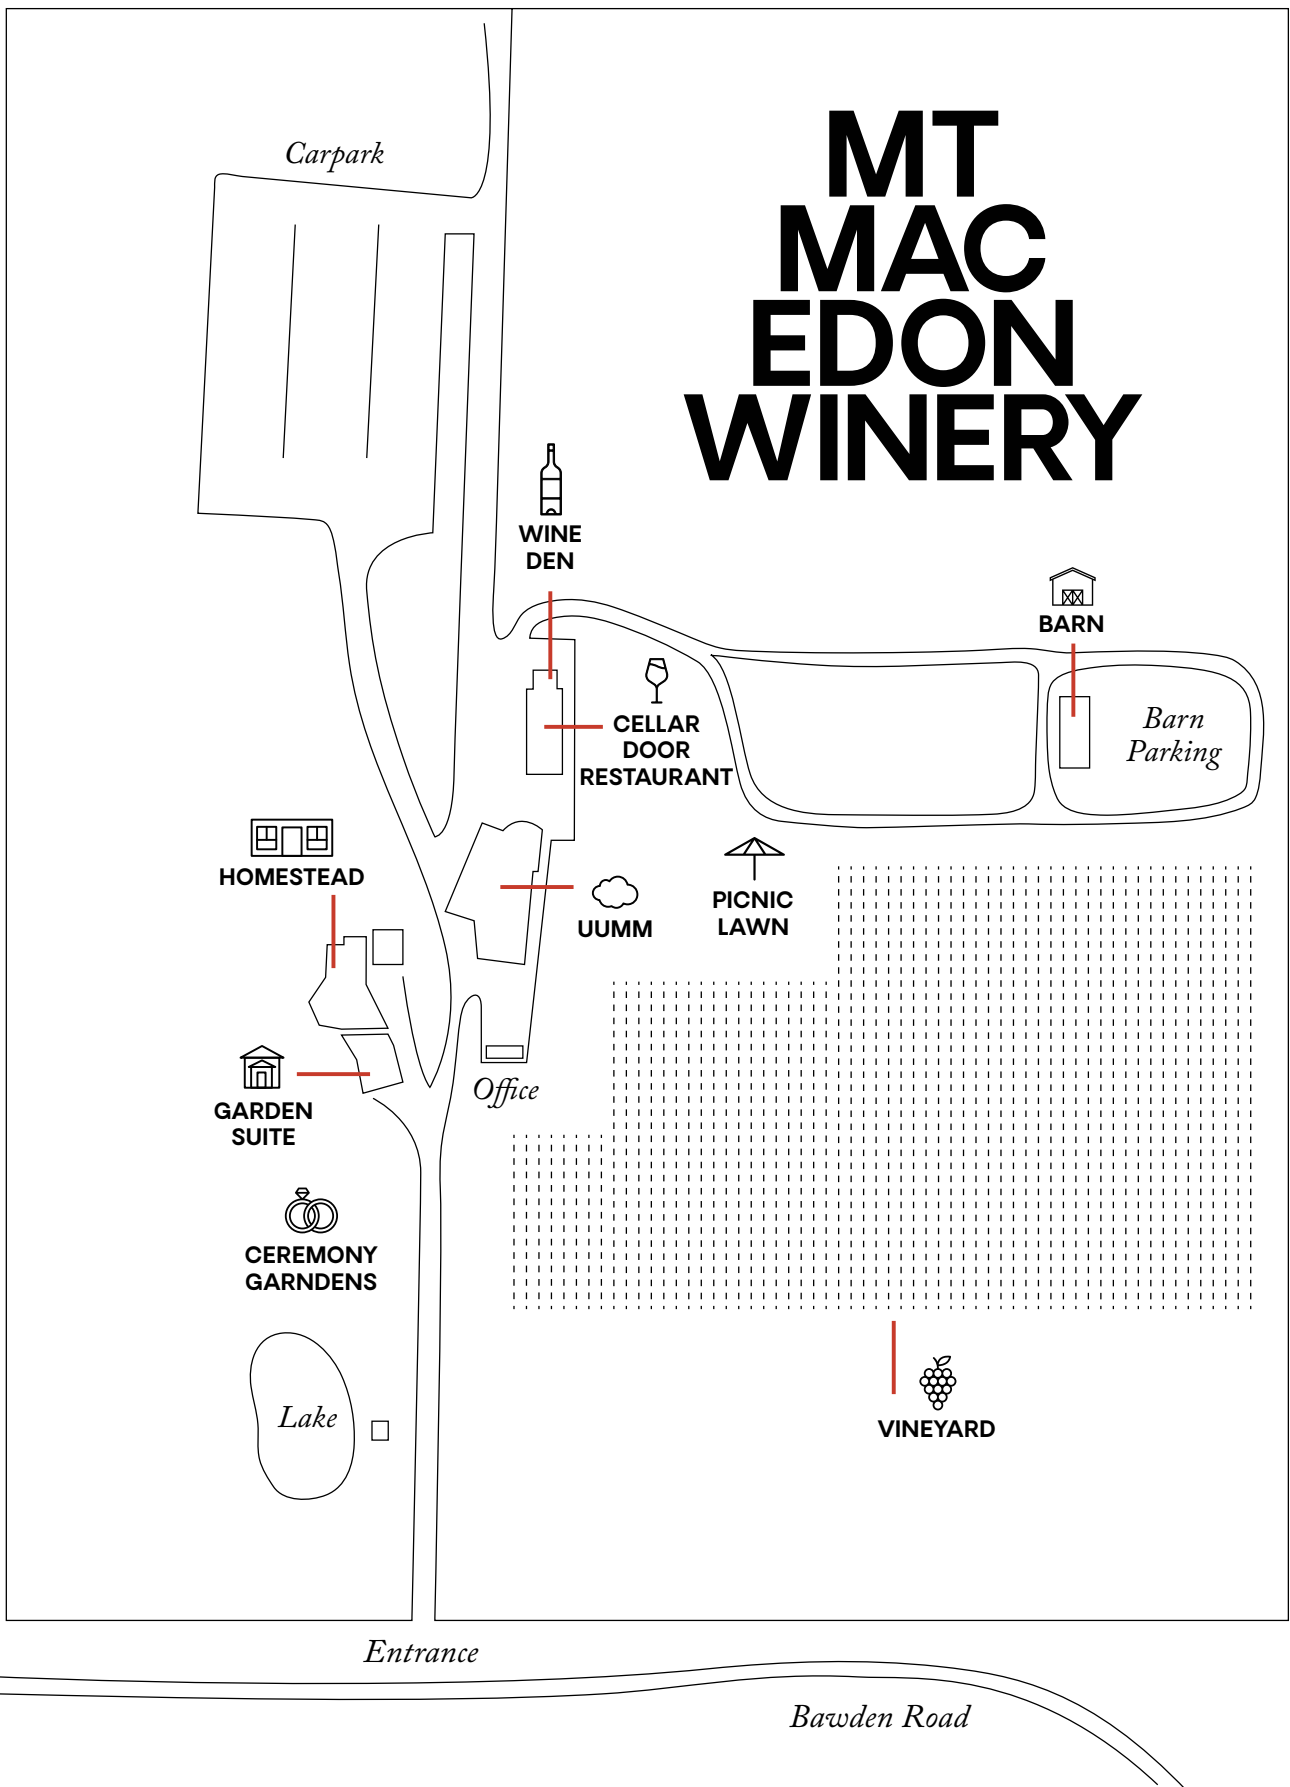 MT
MAC
EDON
WINERY
Carpark
WINE
DEN
BARN
Barn
Parking
CELLAR
DOOR
RESTAURANT
HOMESTEAD
UUMM
PICNIC
LAWN
Office
GARDEN
SUITE
CEREMONY
GARNDENS
Lake
VINEYARD
Entrance
Bawden Road